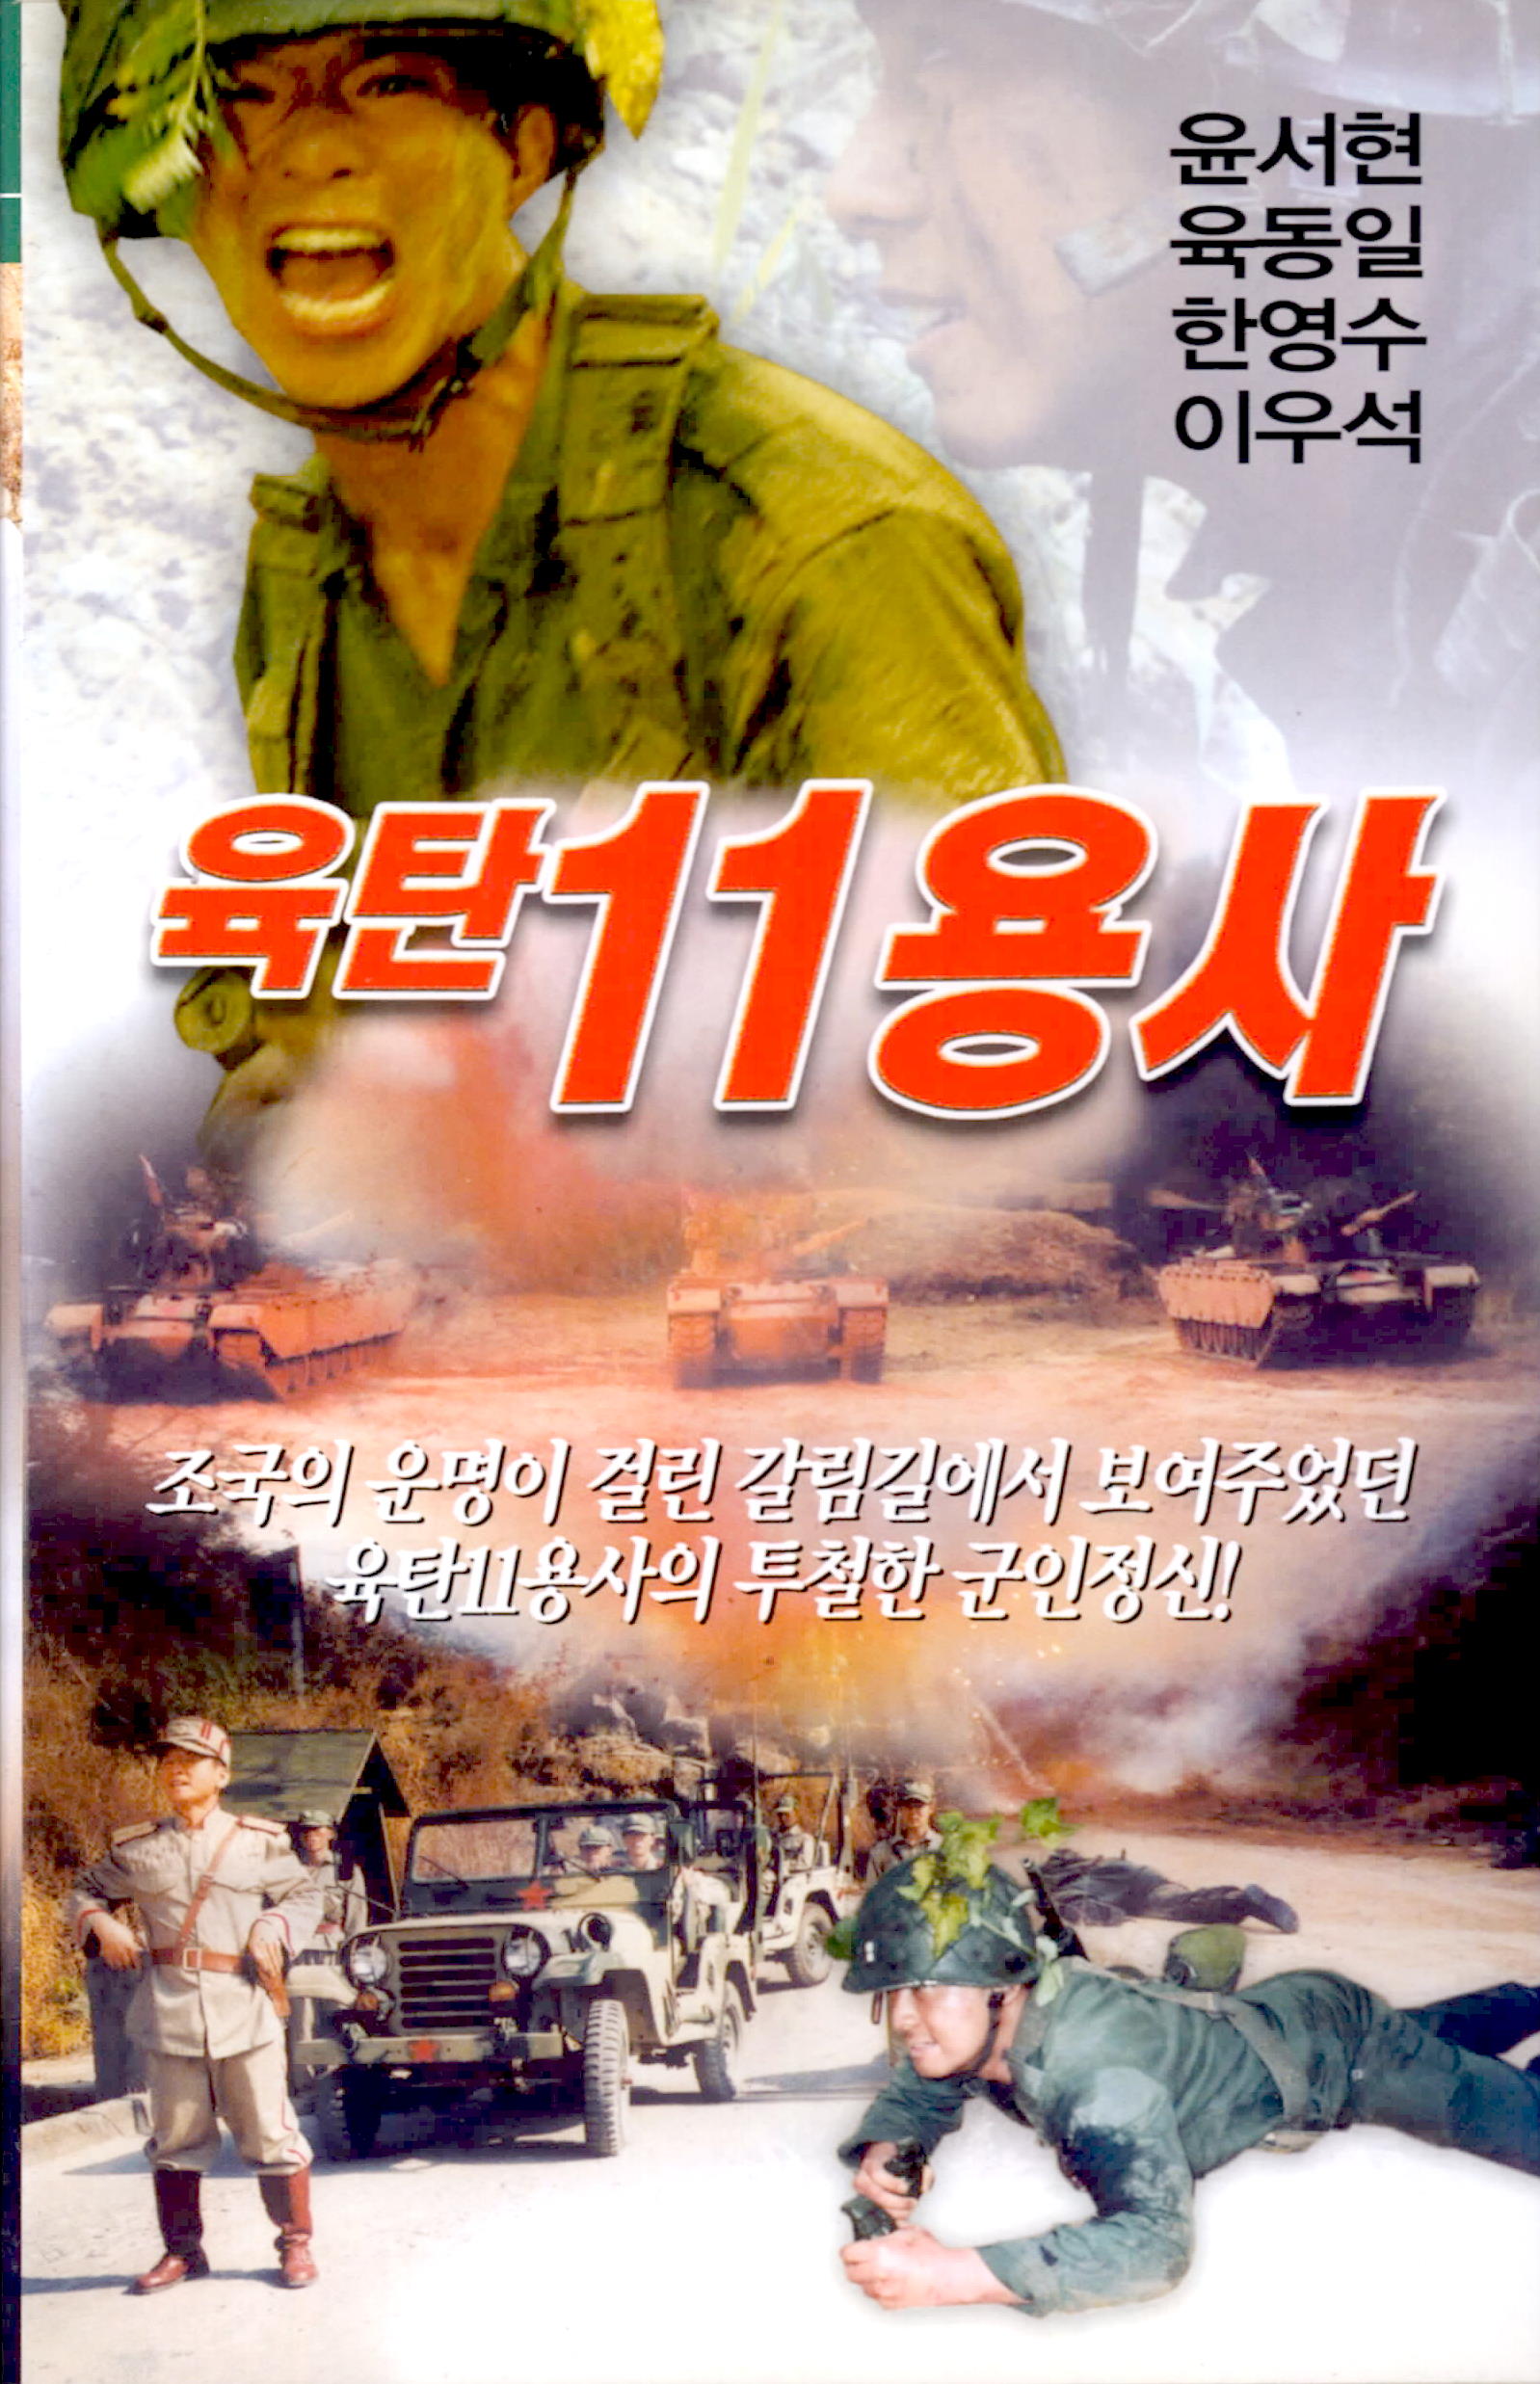 윤서현
육동일
한영수
이우석
육탄11용사
조국의 운명이 걸린 갈림길에서 보여주었던
육탄11용사의 투철한 군인정신!